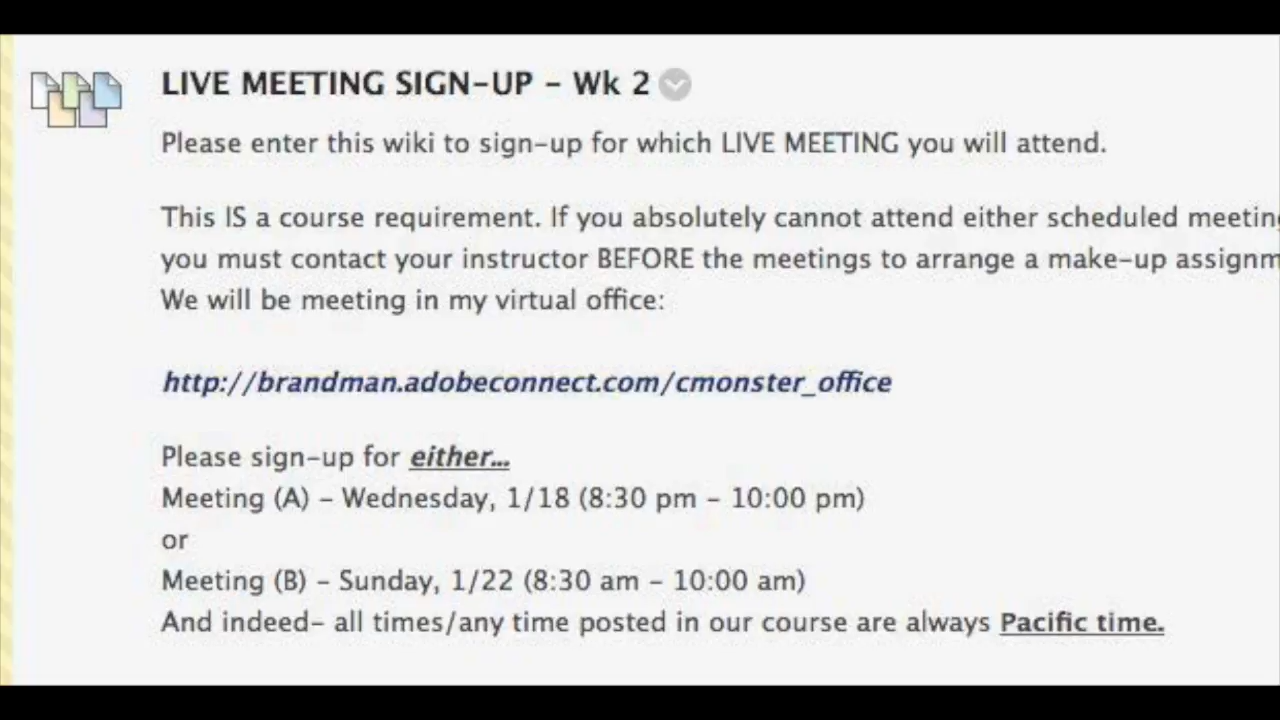 LIVE MEETING SIGN-UP - Wk 2
Please enter this wiki to sign-up for which LIVE MEETING you will attend.
This IS a course requirement. If you absolutely cannot attend either scheduled
you must contact your instructor BEFORE the meetings to arrange a make-up
We will be meeting in my virtual office:
http://brandman.adobeconnect.com/cmonster_office
Please sign-up for either...
Meeting (A) - Wednesday, 1/18 (8:30 pm - 10:00 pm)
or
Meeting (B) - Sunday, 1/22 (8:30 am - 10:00 am)
And indeed- all times/any time posted in our course are always Pacific time.